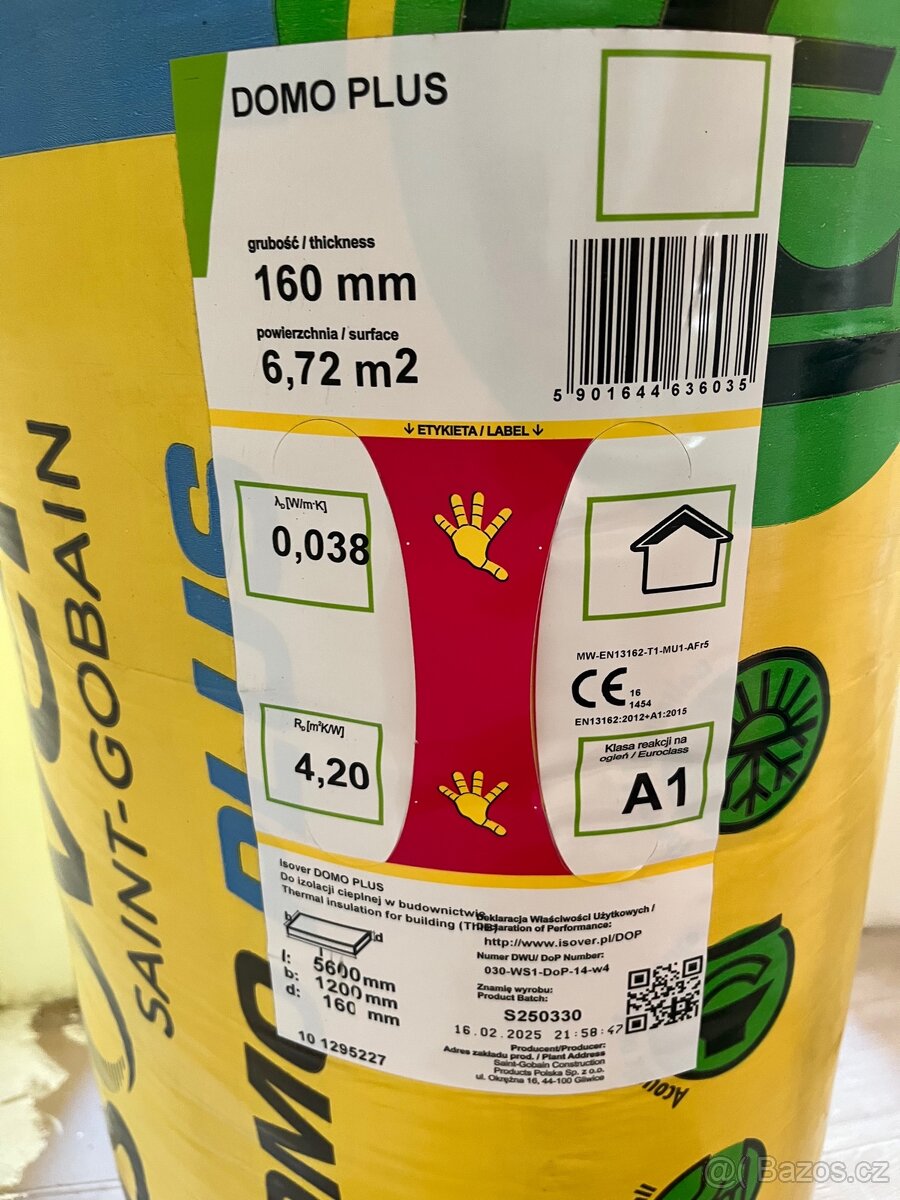 DOMO PLUS
grubość / thickness
160 mm
powierzchnia / surface
6,72 m2
5 901644 636035
↓ ETYKIETA / LABEL ↓
λD [W/m·K]
0,038
MW-EN13162-T1-MU1-AFr5
CE 16
1454
EN13162:2012+A1:2015
RD [m²K/W]
4,20
Klasa reakcji na
ogień / Euroclass
A1
Isover DOMO PLUS
Do izolacji cieplnej w budownictwie
Thermal insulation for building
b
d
l: 5600 mm
b: 1200 mm
d: 160 mm
10 1295227
Deklaracja Właściwości Użytkowych /
Declaration of Performance:
http://www.isover.pl/DOP
Numer DWU/ DoP Number:
030-WS1-DoP-14-w4
Znamię wyrobu:
Product Batch:
S250330
16.02.2025 21:58:47
Producent/Producer:
Adres zakładu prod. / Plant Address
Saint-Gobain Construction
Products Polska Sp. z o.o.
ul. Okrężna 16, 44-100 Gliwice
SAINT-GOBAIN
PLUS
OMO
Acou
@( Bazos.cz